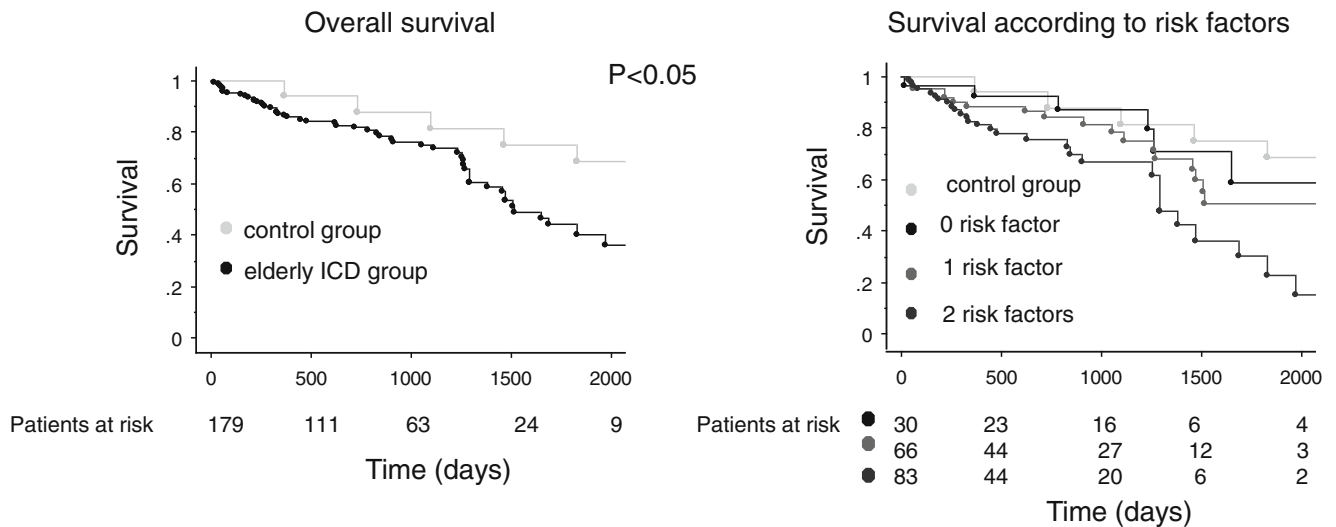 Overall survival
P<0.05
Survival
1
.8
.6
.4
.2
0
control group
elderly ICD group
0 500 1000 1500 2000
Patients at risk 179 111 63 24 9
Time (days)
Survival according to risk factors
Survival
1
.8
.6
.4
.2
0
control group
0 risk factor
1 risk factor
2 risk factors
0 500 1000 1500 2000
Patients at risk 30 23 16 6 4
66 44 27 12 3
83 44 20 6 2
Time (days)